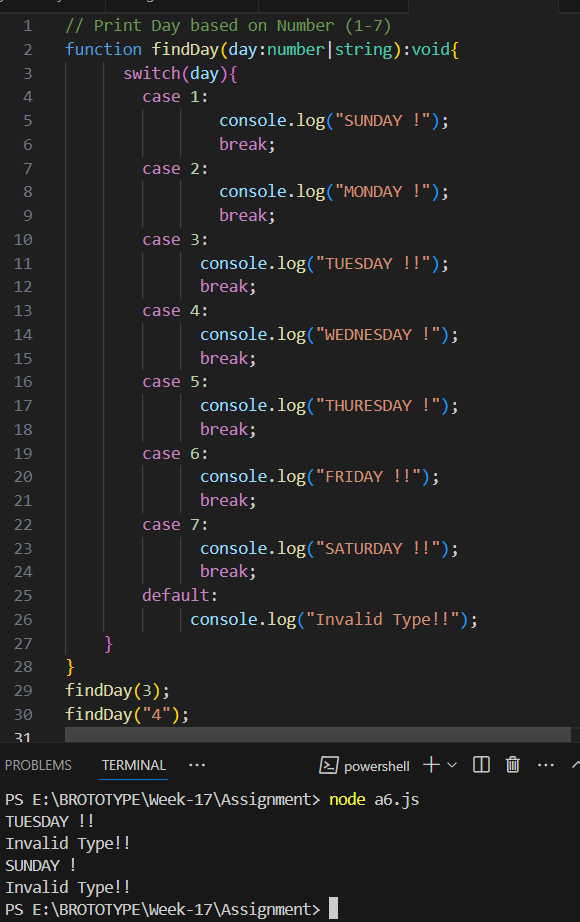 1 // Print Day based on Number (1-7)
2 function findDay(day:number|string):void{
3 switch(day){
4 case 1:
5 console.log("SUNDAY !");
6 break;
7 case 2:
8 console.log("MONDAY !");
9 break;
10 case 3:
11 console.log("TUESDAY !!");
12 break;
13 case 4:
14 console.log("WEDNESDAY !");
15 break;
16 case 5:
17 console.log("THURESDAY !");
18 break;
19 case 6:
20 console.log("FRIDAY !!");
21 break;
22 case 7:
23 console.log("SATURDAY !!");
24 break;
25 default:
26 console.log("Invalid Type!!");
27 }
28 }
29 findDay(3);
30 findDay("4");
31
PROBLEMS TERMINAL ··· powershell ···
PS E:\BROTOTYPE\Week-17\Assignment> node a6.js
TUESDAY !!
Invalid Type!!
SUNDAY !
Invalid Type!!
PS E:\BROTOTYPE\Week-17\Assignment>